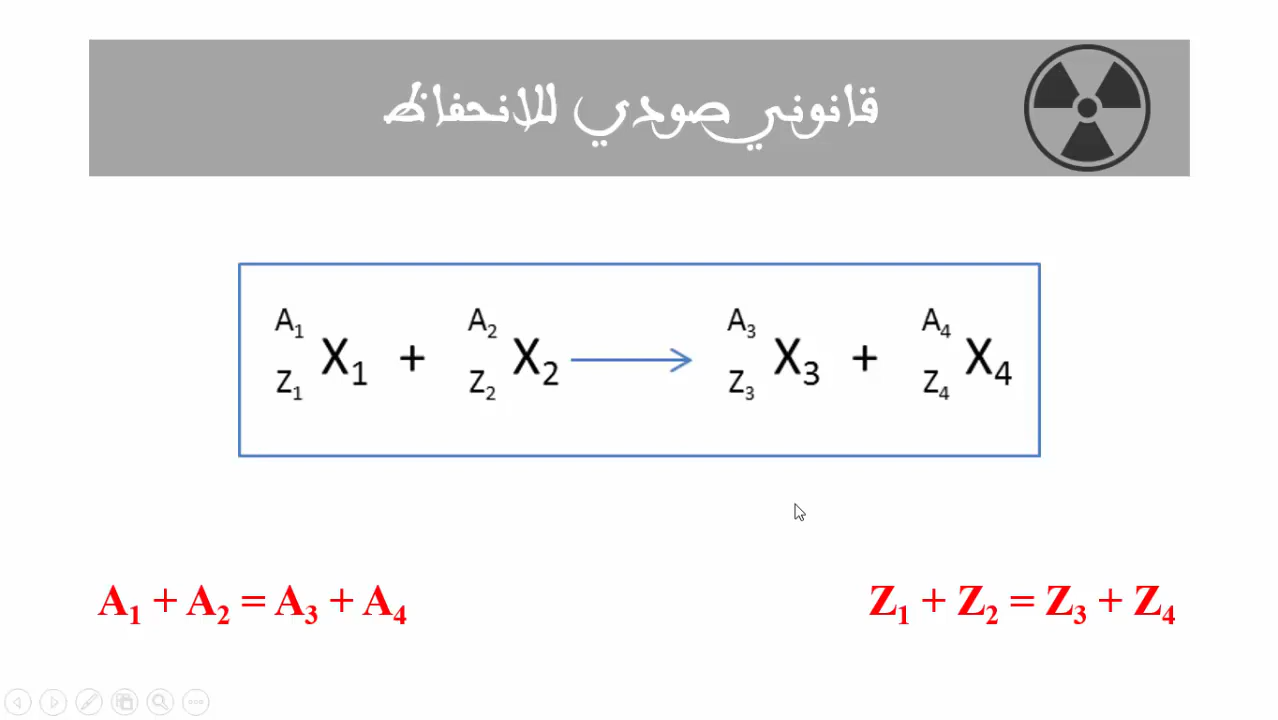 قانوني صودي للانحفاظ
A₁ Z₁ X₁ + A₂ Z₂ X₂ → A₃ Z₃ X₃ + A₄ Z₄ X₄
A₁ + A₂ = A₃ + A₄
Z₁ + Z₂ = Z₃ + Z₄